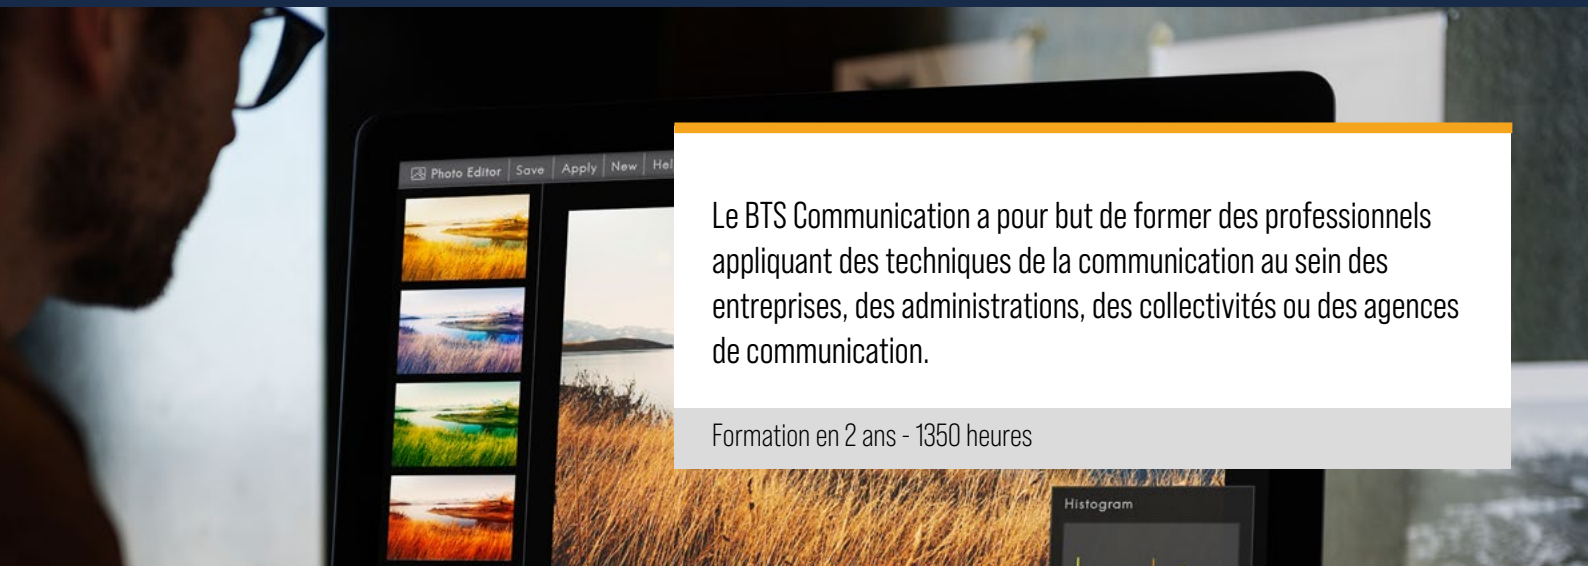 Photo Editor Save Apply New
Le BTS Communication a pour but de former des professionnels
appliquant des techniques de la communication au sein des
entreprises, des administrations, des collectivités ou des agences
de communication.
Formation en 2 ans - 1350 heures
Histogram